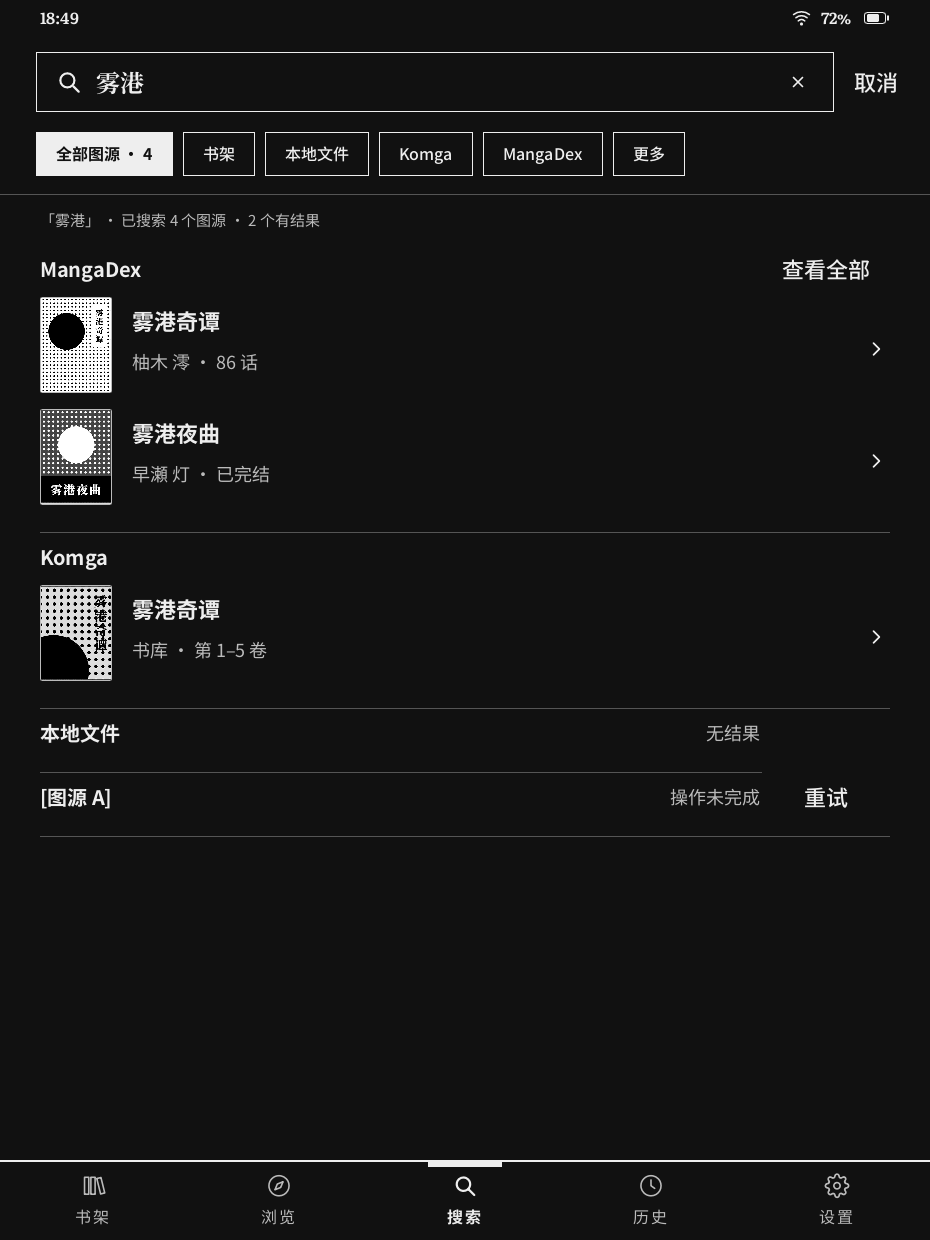 18:49 72%
雾港 取消
全部图源 · 4 书架 本地文件 Komga MangaDex 更多
「雾港」 · 已搜索 4 个图源 · 2 个有结果
MangaDex 查看全部
雾港奇谭
雾港奇谭
柚木 澪 · 86 话
雾港夜曲
早瀬 灯 · 已完结
雾港夜曲
Komga
雾港奇谭
书库 · 第 1–5 卷
本地文件 无结果
[图源 A] 操作未完成 重试
书架 浏览 搜索 历史 设置